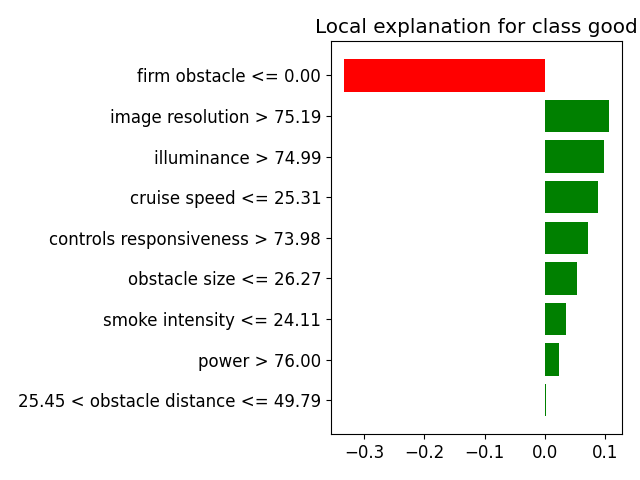 Local explanation for class good
firm obstacle <= 0.00
image resolution > 75.19
illuminance > 74.99
cruise speed <= 25.31
controls responsiveness > 73.98
obstacle size <= 26.27
smoke intensity <= 24.11
power > 76.00
25.45 < obstacle distance <= 49.79
−0.3 −0.2 −0.1 0.0 0.1